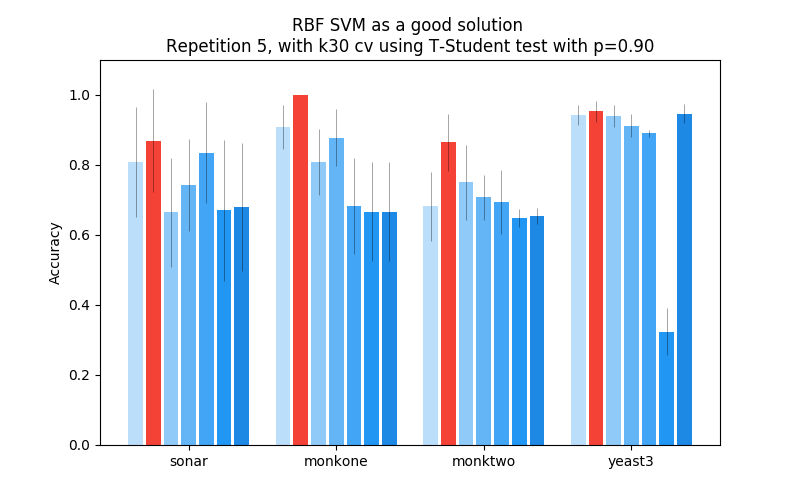 RBF SVM as a good solution
Repetition 5, with k30 cv using T-Student test with p=0.90
1.0
0.8
0.6
0.4
0.2
0.0
Accuracy
sonar
monkone
monktwo
yeast3